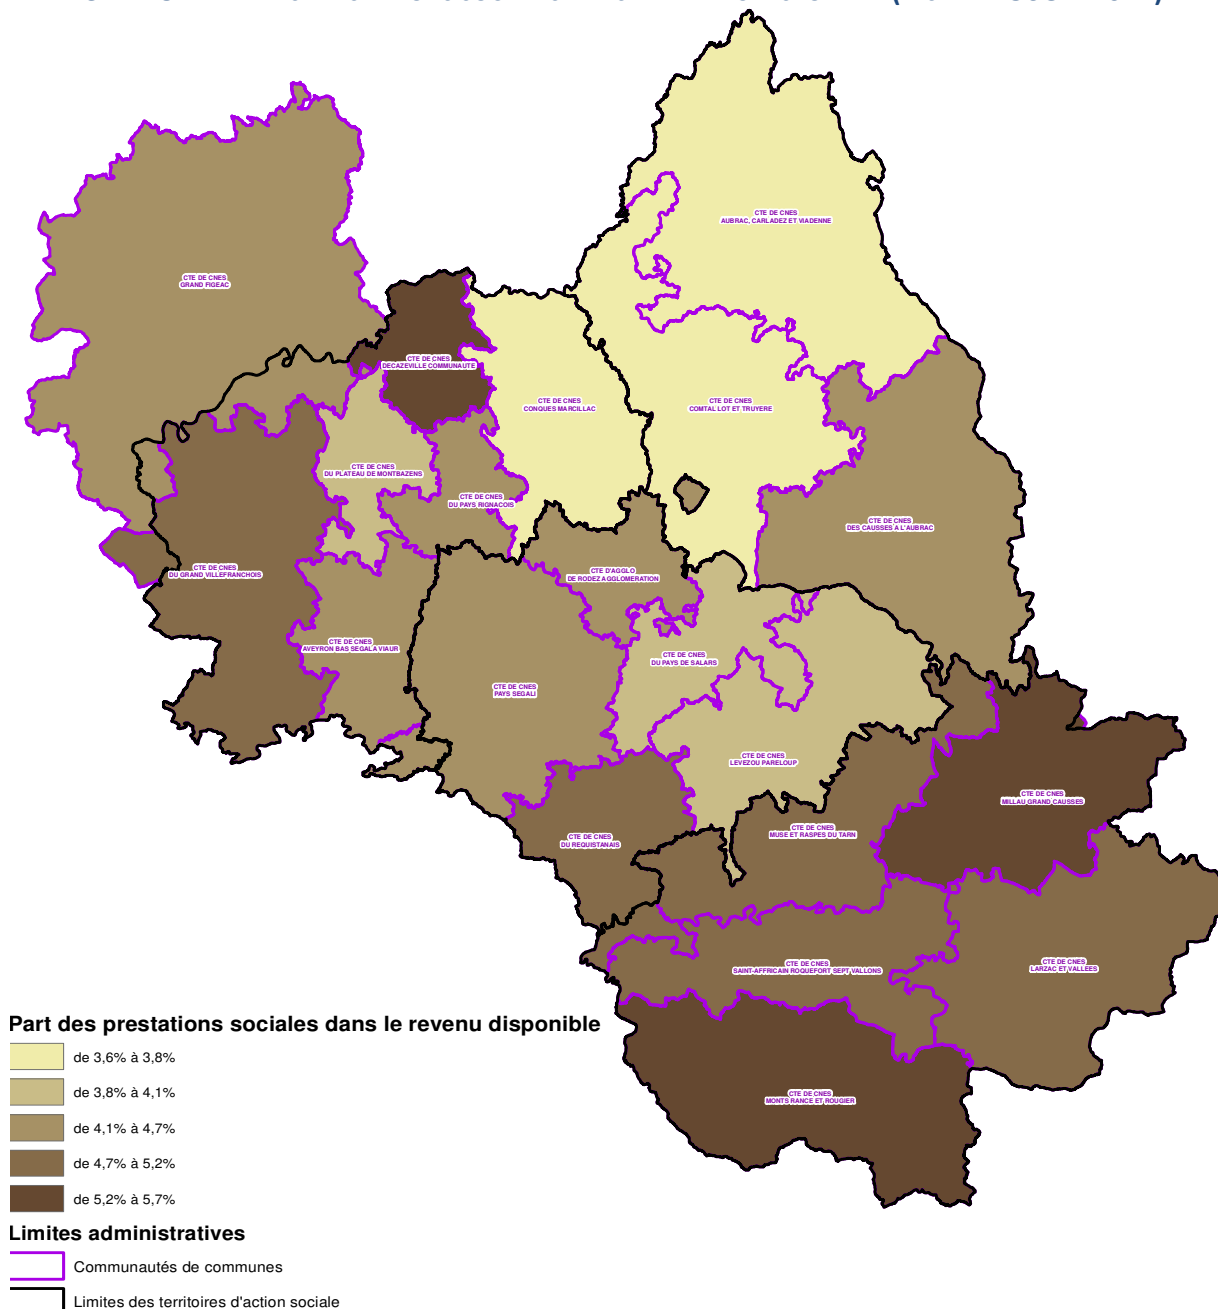 CTE DE CNES
AUBRAC, CARLADEZ ET VIADENNE
CTE DE CNES
GRAND FIGEAC
CTE DE CNES
DECAZEVILLE COMMUNAUTE
CTE DE CNES
CONQUES MARCILLAC
CTE DE CNES
COMTAL LOT ET TRUYERE
CTE DE CNES
DU PLATEAU DE MONTBAZENS
CTE DE CNES
DU PAYS RIGNACOIS
CTE DE CNES
DES CAUSSES A L'AUBRAC
CTE DE CNES
DU GRAND VILLEFRANCHOIS
CTE D'AGGLO
DE RODEZ AGGLOMERATION
CTE DE CNES
AVEYRON BAS SEGALA VIAUR
CTE DE CNES
DU PAYS DE SALARS
CTE DE CNES
PAYS SEGALI
CTE DE CNES
LEVEZOU PARELOUP
CTE DE CNES
MILLAU GRAND CAUSSES
CTE DE CNES
MUSE ET RASPES DU TARN
CTE DE CNES
DU REQUISTANAIS
CTE DE CNES
SAINT-AFFRICAIN ROQUEFORT SEPT VALLONS
CTE DE CNES
LARZAC ET VALLEES
CTE DE CNES
MONTS RANCE ET ROUGIER
Part des prestations sociales dans le revenu disponible
de 3,6% à 3,8%
de 3,8% à 4,1%
de 4,1% à 4,7%
de 4,7% à 5,2%
de 5,2% à 5,7%
Limites administratives
Communautés de communes
Limites des territoires d'action sociale